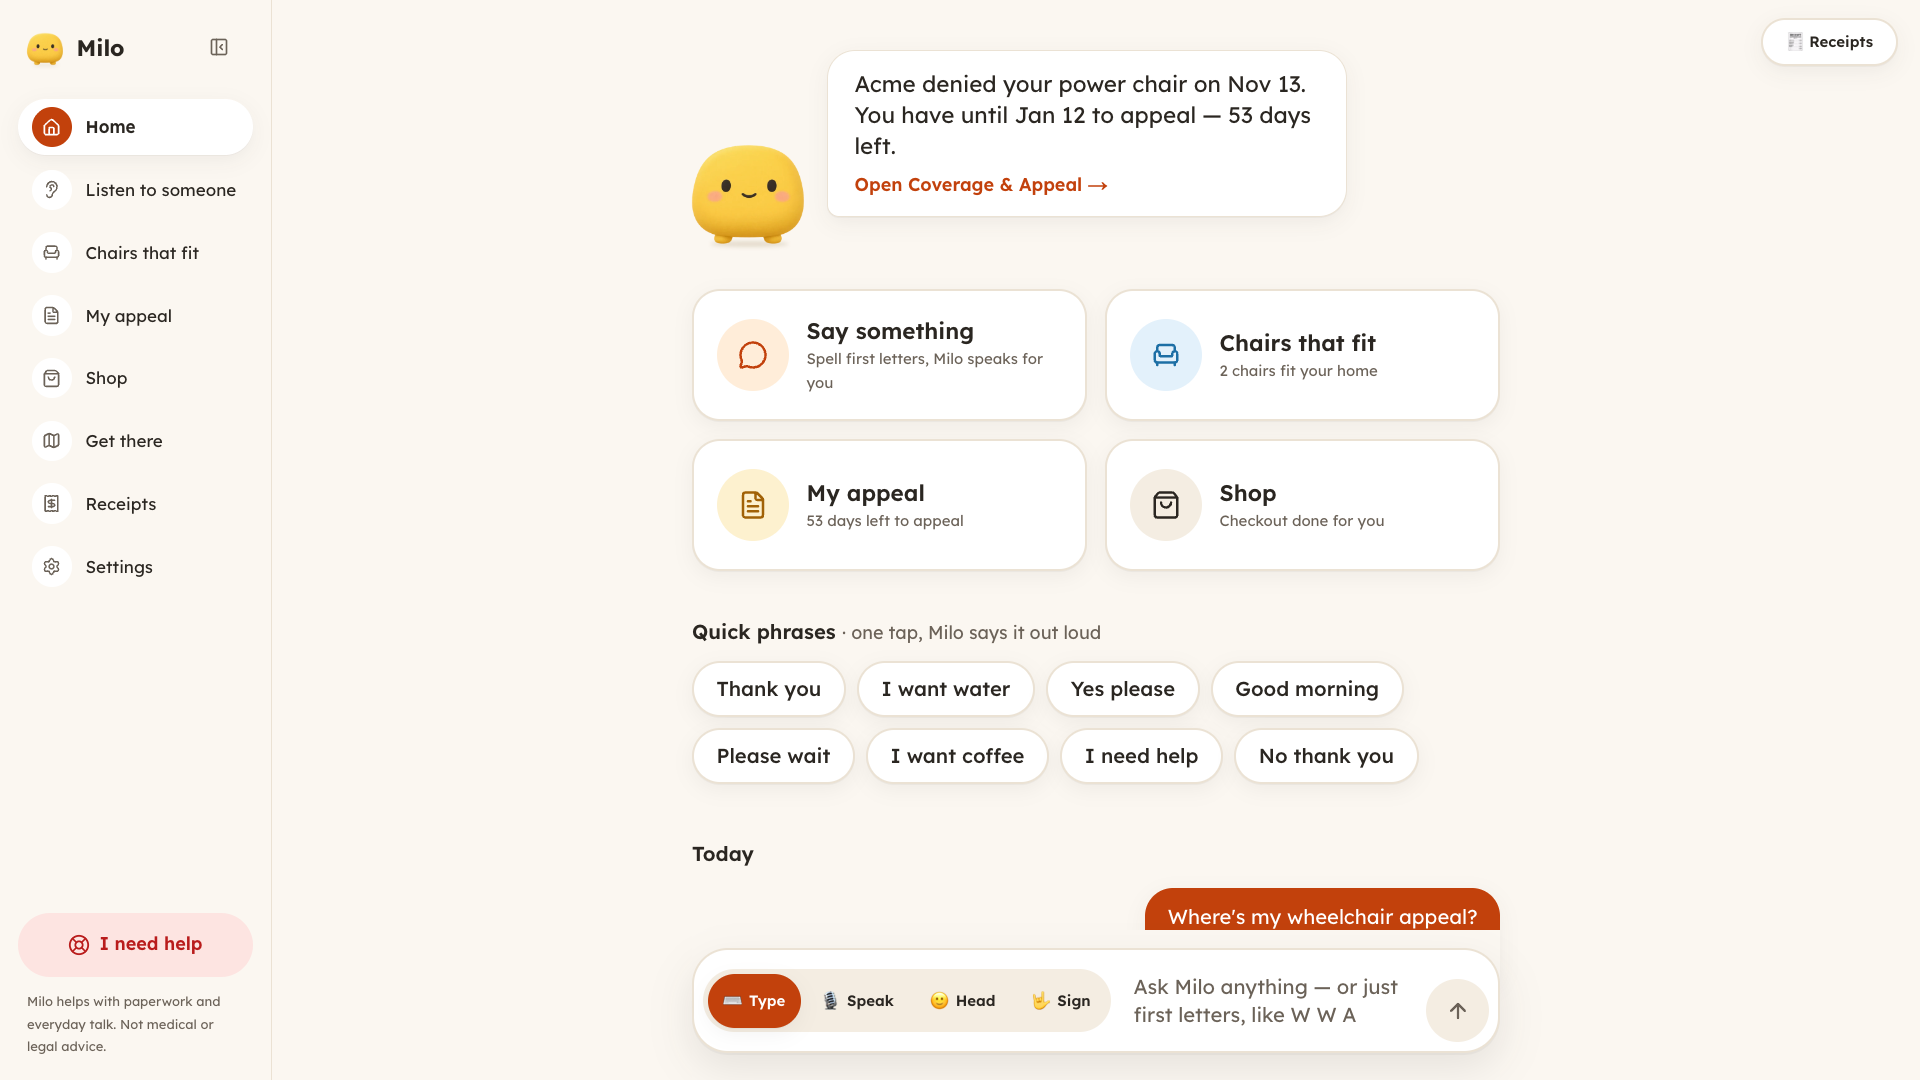 Milo
Home
Listen to someone
Chairs that fit
My appeal
Shop
Get there
Receipts
Settings
I need help
Milo helps with paperwork and
everyday talk. Not medical or
legal advice.
Receipts
Acme denied your power chair on Nov 13.
You have until Jan 12 to appeal — 53 days
left.
Open Coverage & Appeal →
Say something
Spell first letters, Milo speaks for
you
Chairs that fit
2 chairs fit your home
My appeal
53 days left to appeal
Shop
Checkout done for you
Quick phrases · one tap, Milo says it out loud
Thank you
I want water
Yes please
Good morning
Please wait
I want coffee
I need help
No thank you
Today
Where's my wheelchair appeal?
Type
Speak
Head
Sign
Ask Milo anything — or just
first letters, like W W A